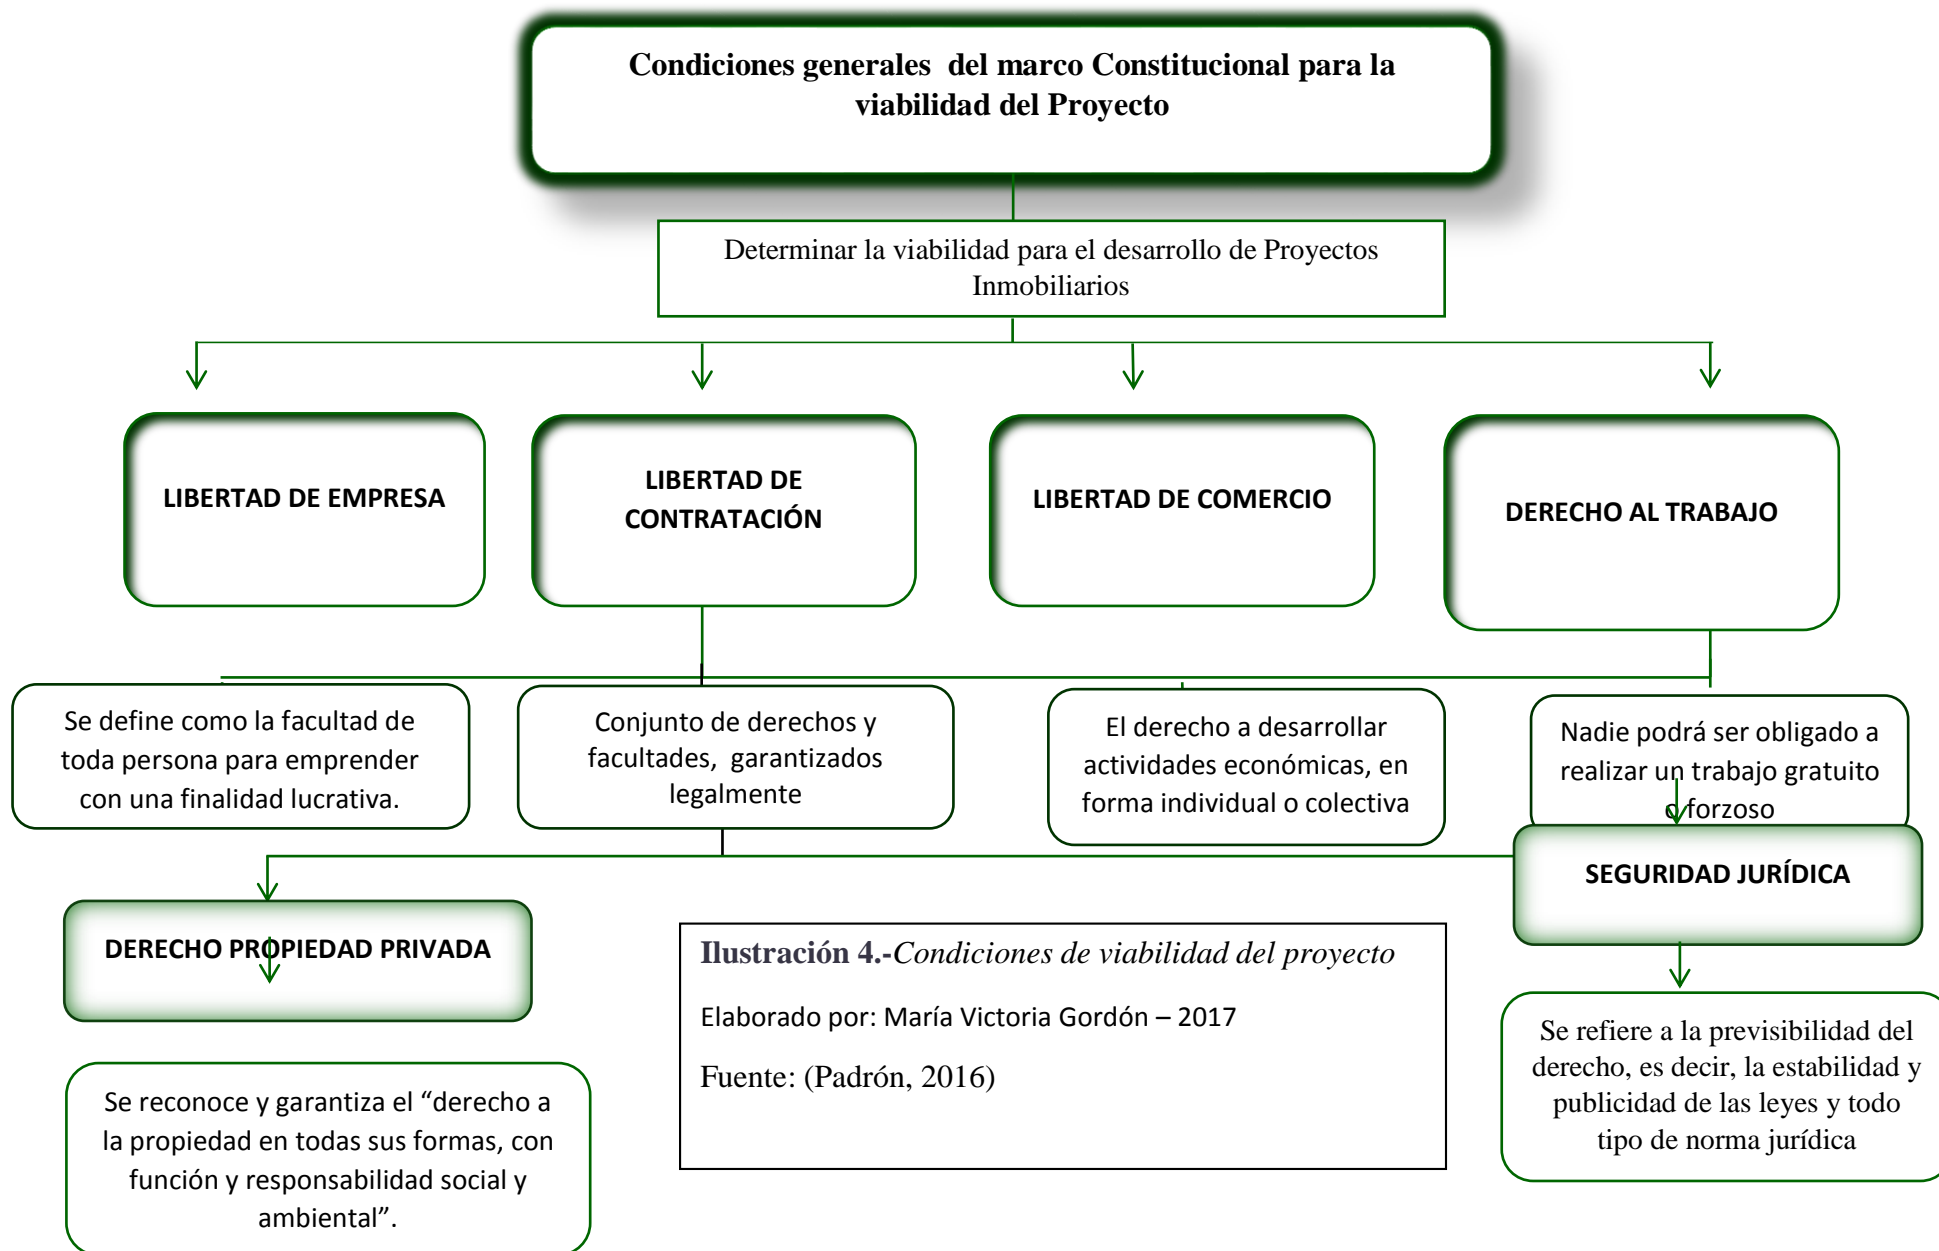 Condiciones generales  del marco Constitucional para la
viabilidad del Proyecto
Determinar la viabilidad para el desarrollo de Proyectos
Inmobiliarios
LIBERTAD DE EMPRESA
LIBERTAD DE
CONTRATACIÓN
LIBERTAD DE COMERCIO
DERECHO AL TRABAJO
Se define como la facultad de
toda persona para emprender
con una finalidad lucrativa.
Conjunto de derechos y
facultades,  garantizados
legalmente
El derecho a desarrollar
actividades económicas, en
forma individual o colectiva
Nadie podrá ser obligado a
realizar un trabajo gratuito
o forzoso
SEGURIDAD JURÍDICA
DERECHO PROPIEDAD PRIVADA
Ilustración 4.-Condiciones de viabilidad del proyecto
Elaborado por: María Victoria Gordón – 2017
Fuente: (Padrón, 2016)
Se refiere a la previsibilidad del
derecho, es decir, la estabilidad y
publicidad de las leyes y todo
tipo de norma jurídica
Se reconoce y garantiza el “derecho a
la propiedad en todas sus formas, con
función y responsabilidad social y
ambiental”.